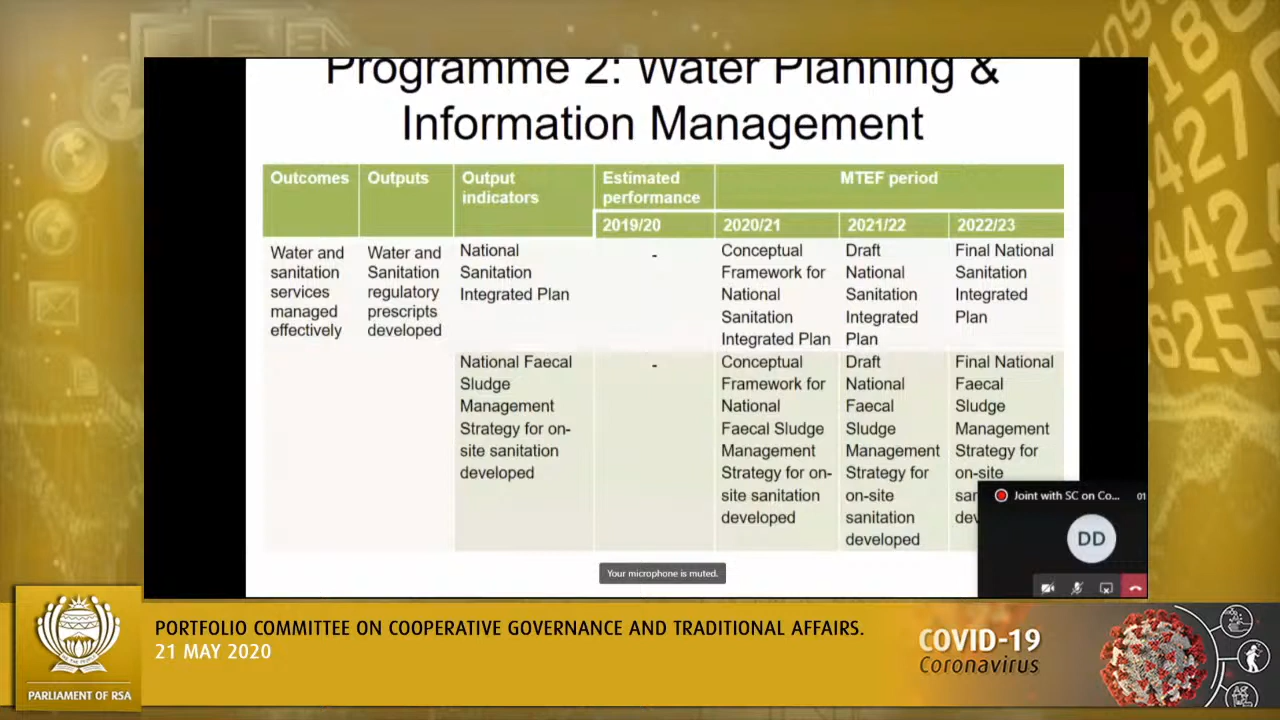 Programme 2: Water Planning &
Information Management
Outcomes
Outputs
Output
indicators
Estimated
performance
MTEF period
2019/20
2020/21
2021/22
2022/23
Water and
sanitation
services
managed
effectively
Water and
Sanitation
regulatory
prescripts
developed
National
Sanitation
Integrated Plan
-
Conceptual
Framework for
National
Sanitation
Integrated Plan
Draft
National
Sanitation
Integrated
Plan
Final National
Sanitation
Integrated
Plan
National Faecal
Sludge
Management
Strategy for on-
site sanitation
developed
-
Conceptual
Framework for
National
Faecal Sludge
Management
Strategy for on-
site sanitation
developed
Draft
National
Faecal
Sludge
Management
Strategy for
on-site
sanitation
developed
Final National
Faecal
Sludge
Management
Strategy for
on-site
Joint with SC on Co... 01
DD
Your microphone is muted.
PORTFOLIO COMMITTEE ON COOPERATIVE GOVERNANCE AND TRADITIONAL AFFAIRS.
21 MAY 2020
PARLIAMENT OF RSA
COVID-19
Coronavirus